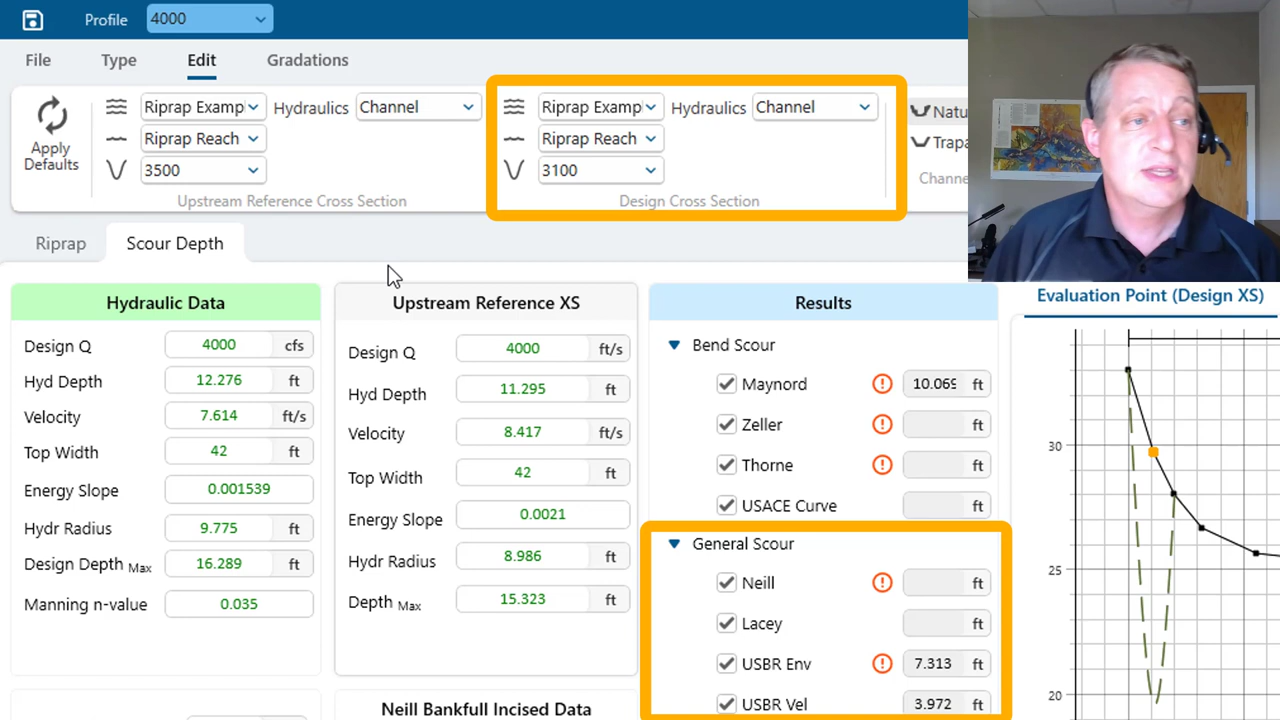 Profile 4000
File Type Edit Gradations
Apply Defaults
Riprap Examp Hydraulics Channel
Riprap Reach
3500
Upstream Reference Cross Section
Riprap Examp Hydraulics Channel
Riprap Reach
3100
Design Cross Section
Natu
Trapa
Channe
Riprap Scour Depth
Hydraulic Data
Design Q 4000 cfs
Hyd Depth 12.276 ft
Velocity 7.614 ft/s
Top Width 42 ft
Energy Slope 0.001539
Hydr Radius 9.775 ft
Design Depth Max 16.289 ft
Manning n-value 0.035
Upstream Reference XS
Design Q 4000 ft/s
Hyd Depth 11.295 ft
Velocity 8.417 ft/s
Top Width 42 ft
Energy Slope 0.0021
Hydr Radius 8.986 ft
Depth Max 15.323 ft
Neill Bankfull Incised Data
Results
Bend Scour
Maynord 10.069 ft
Zeller ft
Thorne ft
USACE Curve ft
General Scour
Neill ft
Lacey ft
USBR Env 7.313 ft
USBR Vel 3.972 ft
Evaluation Point (Design XS)
30
25
20